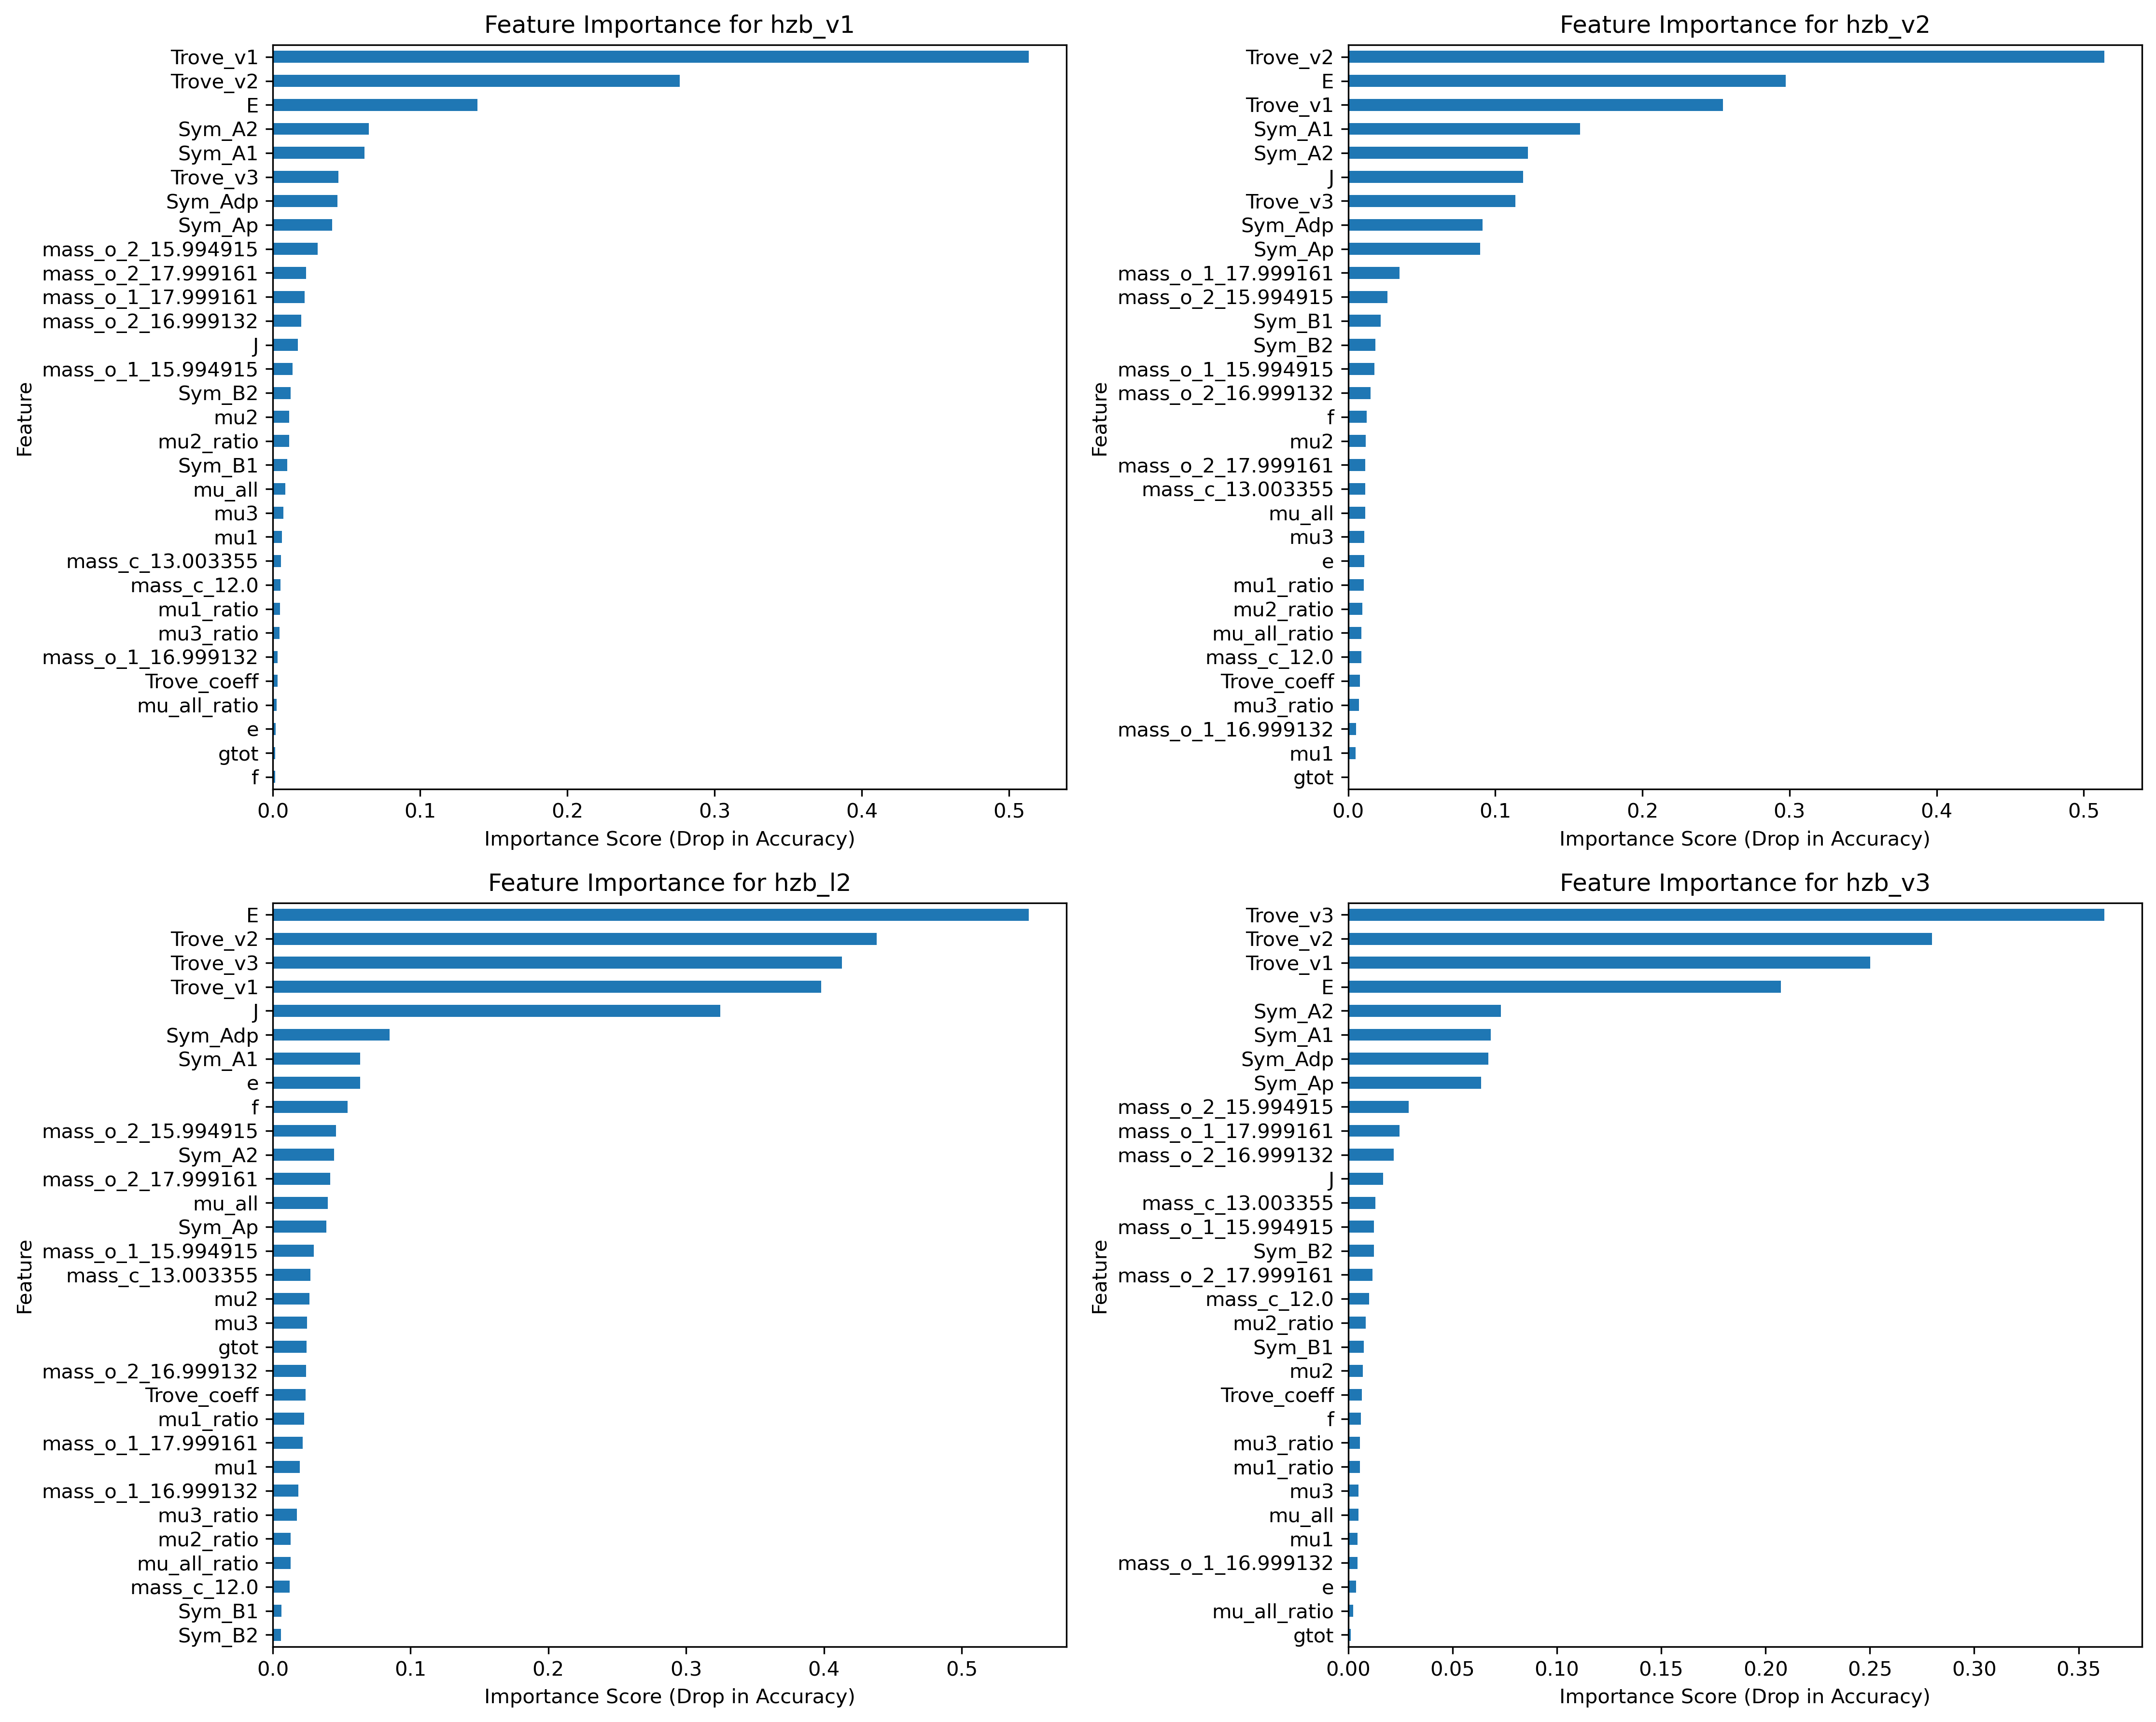 Feature Importance for hzb_v1
Feature
Trove_v1
Trove_v2
E
Sym_A2
Sym_A1
Trove_v3
Sym_Adp
Sym_Ap
mass_o_2_15.994915
mass_o_2_17.999161
mass_o_1_17.999161
mass_o_2_16.999132
J
mass_o_1_15.994915
Sym_B2
mu2
mu2_ratio
Sym_B1
mu_all
mu3
mu1
mass_c_13.003355
mass_c_12.0
mu1_ratio
mu3_ratio
mass_o_1_16.999132
Trove_coeff
mu_all_ratio
e
gtot
f
0.0 0.1 0.2 0.3 0.4 0.5
Importance Score (Drop in Accuracy)
Feature Importance for hzb_v2
Feature
Trove_v2
E
Trove_v1
Sym_A1
Sym_A2
J
Trove_v3
Sym_Adp
Sym_Ap
mass_o_1_17.999161
mass_o_2_15.994915
Sym_B1
Sym_B2
mass_o_1_15.994915
mass_o_2_16.999132
f
mu2
mass_o_2_17.999161
mass_c_13.003355
mu_all
mu3
e
mu1_ratio
mu2_ratio
mu_all_ratio
mass_c_12.0
Trove_coeff
mu3_ratio
mass_o_1_16.999132
mu1
gtot
0.0 0.1 0.2 0.3 0.4 0.5
Importance Score (Drop in Accuracy)
Feature Importance for hzb_l2
Feature
E
Trove_v2
Trove_v3
Trove_v1
J
Sym_Adp
Sym_A1
e
f
mass_o_2_15.994915
Sym_A2
mass_o_2_17.999161
mu_all
Sym_Ap
mass_o_1_15.994915
mass_c_13.003355
mu2
mu3
gtot
mass_o_2_16.999132
Trove_coeff
mu1_ratio
mass_o_1_17.999161
mu1
mass_o_1_16.999132
mu3_ratio
mu2_ratio
mu_all_ratio
mass_c_12.0
Sym_B1
Sym_B2
0.0 0.1 0.2 0.3 0.4 0.5
Importance Score (Drop in Accuracy)
Feature Importance for hzb_v3
Feature
Trove_v3
Trove_v2
Trove_v1
E
Sym_A2
Sym_A1
Sym_Adp
Sym_Ap
mass_o_2_15.994915
mass_o_1_17.999161
mass_o_2_16.999132
J
mass_c_13.003355
mass_o_1_15.994915
Sym_B2
mass_o_2_17.999161
mass_c_12.0
mu2_ratio
Sym_B1
mu2
Trove_coeff
f
mu3_ratio
mu1_ratio
mu3
mu_all
mu1
mass_o_1_16.999132
e
mu_all_ratio
gtot
0.00 0.05 0.10 0.15 0.20 0.25 0.30 0.35
Importance Score (Drop in Accuracy)